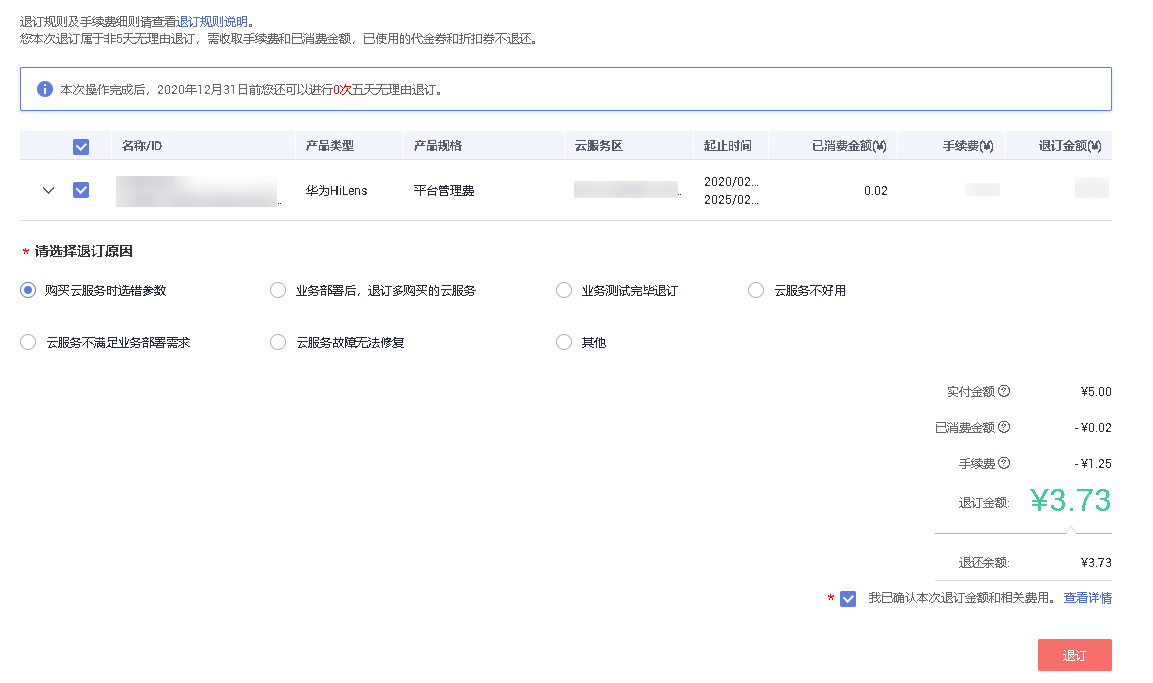 退订规则及手续费细则请查看退订规则说明。
您本次退订属于非5天无理由退订，需收取手续费和已消费金额，已使用的代金券和折扣券不退还。
本次操作完成后，2020年12月31日前您还可以进行0次五天无理由退订。
名称/ID 产品类型 产品规格 云服务区 起止时间 已消费金额(¥) 手续费(¥) 退订金额(¥)
华为HiLens 平台管理费 2020/02... 0.02
2025/02...
* 请选择退订原因
购买云服务时选错参数 业务部署后，退订多购买的云服务 业务测试完毕退订 云服务不好用
云服务不满足业务部署需求 云服务故障无法修复 其他
实付金额 ¥5.00
已消费金额 - ¥0.02
手续费 - ¥1.25
退订金额: ¥3.73
退还余额: ¥3.73
* 我已确认本次退订金额和相关费用。 查看详情
退订